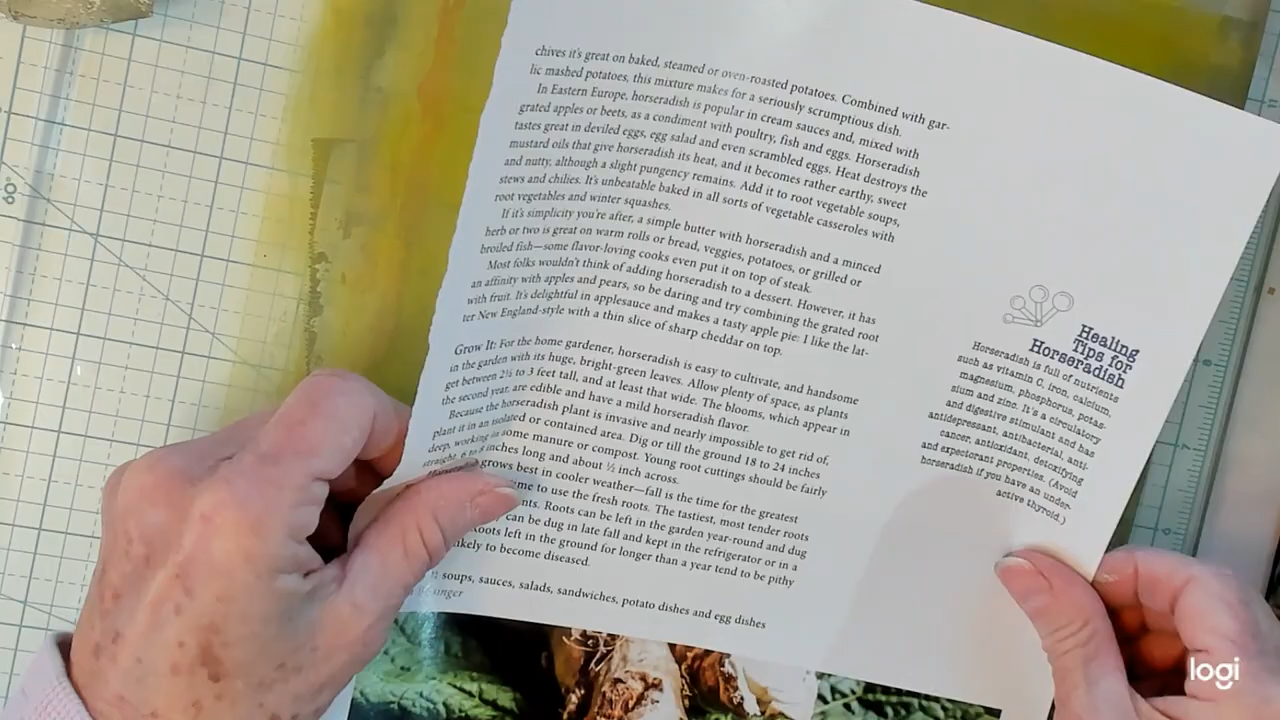 chives it's great on baked, steamed or oven-roasted potatoes. Combined with gar-
lic mashed potatoes, this mixture makes for a seriously scrumptious dish.
In Eastern Europe, horseradish is popular in cream sauces and, mixed with
grated apples or beets, as a condiment with poultry, fish and eggs. Horseradish
tastes great in deviled eggs, egg salad and even scrambled eggs. Heat destroys the
mustard oils that give horseradish its heat, and it becomes rather earthy, sweet
and nutty, although a slight pungency remains. Add it to root vegetable soups,
stews and chilies. It's unbeatable baked in all sorts of vegetable casseroles with
root vegetables and winter squashes.
If it's simplicity you're after, a simple butter with horseradish and a minced
herb or two is great on warm rolls or bread, veggies, potatoes, or grilled or
broiled fish—some flavor-loving cooks even put it on top of steak.
Most folks wouldn't think of adding horseradish to a dessert. However, it has
an affinity with apples and pears, so be daring and try combining the grated root
with fruit. It's delightful in applesauce and makes a tasty apple pie: I like the lat-
ter New England-style with a thin slice of sharp cheddar on top.
Grow It: For the home gardener, horseradish is easy to cultivate, and handsome
in the garden with its huge, bright-green leaves. Allow plenty of space, as plants
get between 2½ to 3 feet tall, and at least that wide. The blooms, which appear in
the second year, are edible and have a mild horseradish flavor.
Because the horseradish plant is invasive and nearly impossible to get rid of,
plant it in an isolated or contained area. Dig or till the ground 18 to 24 inches
deep, working in some manure or compost. Young root cuttings should be fairly
straight, 6 to 8 inches long and about ½ inch across.
grows best in cooler weather—fall is the time for the greatest
to use the fresh roots. The tastiest, most tender roots
Roots can be left in the garden year-round and dug
can be dug in late fall and kept in the refrigerator or in a
Roots left in the ground for longer than a year tend to be pithy
likely to become diseased.
soups, sauces, salads, sandwiches, potato dishes and egg dishes
Healing
Tips for
Horseradish
Horseradish is full of nutrients
such as vitamin C, iron, calcium,
magnesium, phosphorus, potas-
sium and zinc. It's a circulatory
and digestive stimulant and has
antidepressant, antibacterial, anti-
cancer, antioxidant, detoxifying
and expectorant properties. (Avoid
horseradish if you have an under-
active thyroid.)
60°
7
6
logi